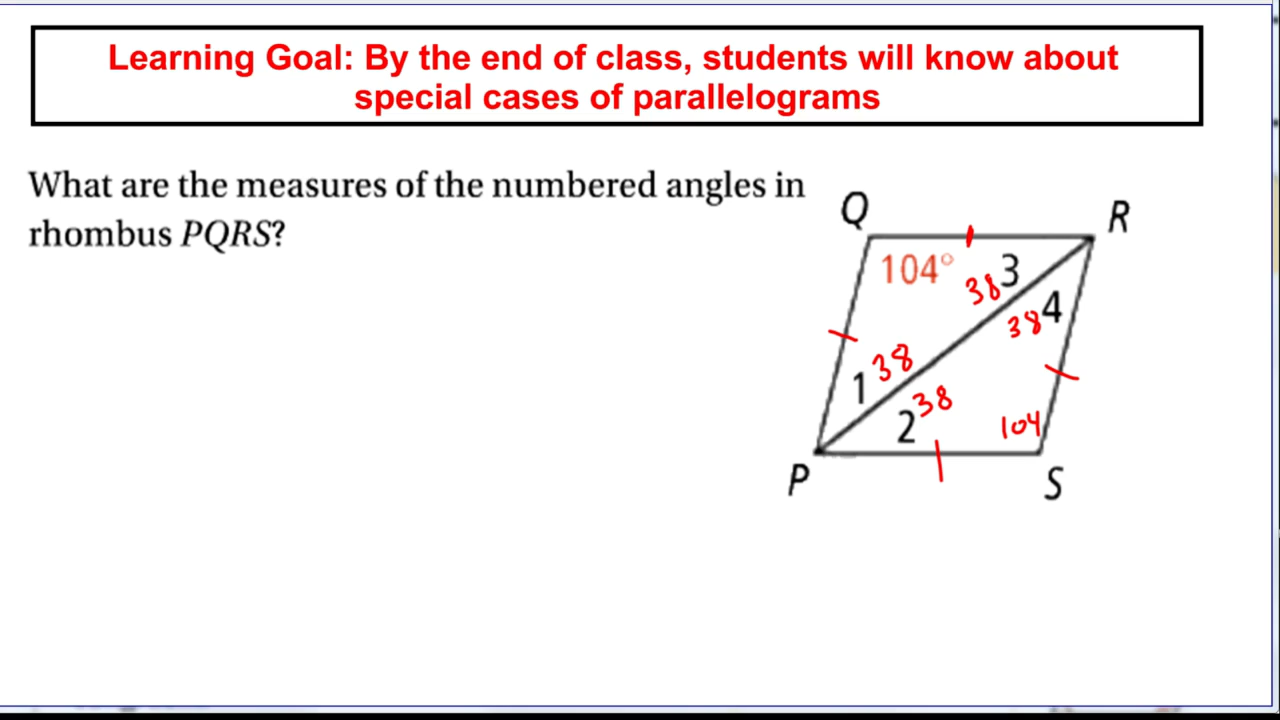 Learning Goal: By the end of class, students will know about
special cases of parallelograms
What are the measures of the numbered angles in
rhombus PQRS?
Q
R
104°
3
38
4
38
1
38
2
38
104
P
S